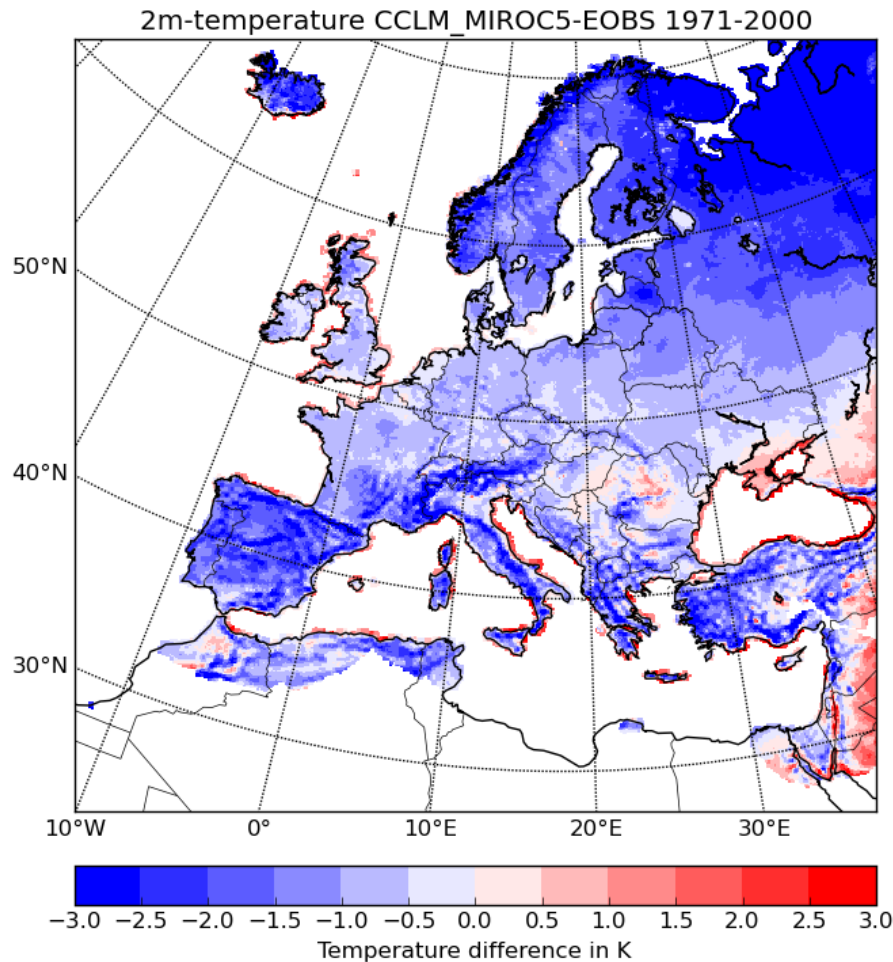 2m-temperature CCLM_MIROC5-EOBS 1971-2000
50°N
40°N
30°N
10°W 0° 10°E 20°E 30°E
−3.0 −2.5 −2.0 −1.5 −1.0 −0.5 0.0 0.5 1.0 1.5 2.0 2.5 3.0
Temperature difference in K